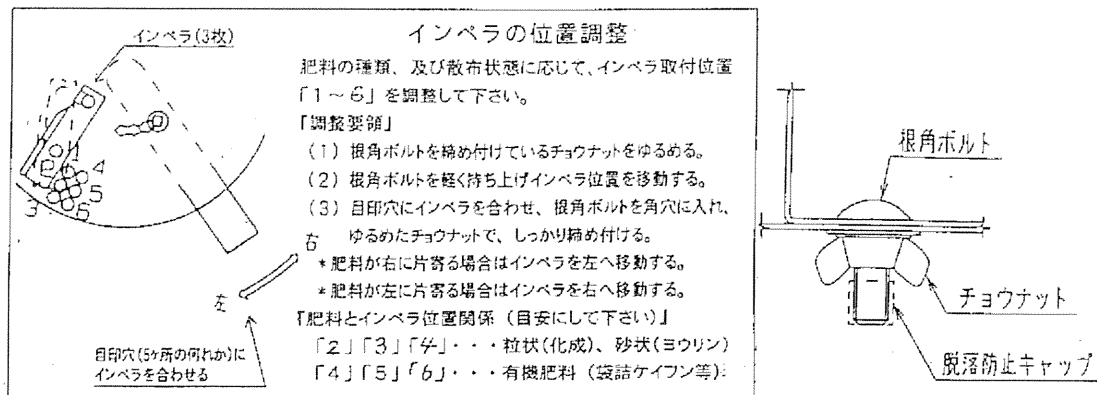 インペラの位置調整
インペラ(3枚)
肥料の種類、及び散布状態に応じて、インペラ取付位置
「1～6」を調整して下さい。
『調整要領』
(1) 根角ボルトを締め付けているチョウナットをゆるめる。
(2) 根角ボルトを軽く持ち上げインペラ位置を移動する。
(3) 目印穴にインペラを合わせ、根角ボルトを角穴に入れ、
ゆるめたチョウナットで、しっかり締め付ける。
*肥料が右に片寄る場合はインペラを左へ移動する。
*肥料が左に片寄る場合はインペラを右へ移動する。
『肥料とインペラ位置関係（目安にして下さい）』
「2」「3」「4」・・・粒状(化成)、砂状(ヨウリン)
「4」「5」「6」・・・有機肥料（袋詰ケイフン等）
1
2
3
4
5
6
右
左
目印穴(5ヶ所の何れか)に
インペラを合わせる
根角ボルト
チョウナット
脱落防止キャップ